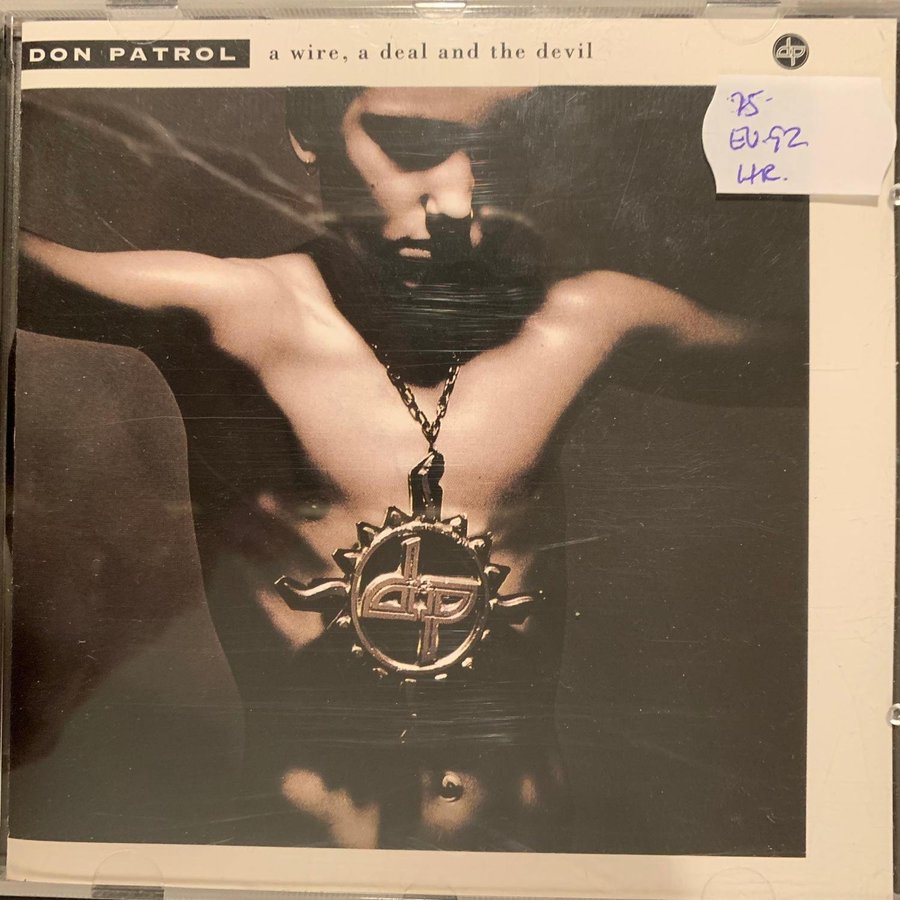 DON PATROL a wire, a deal and the devil
dp
75-
EU-92
HR.
dp